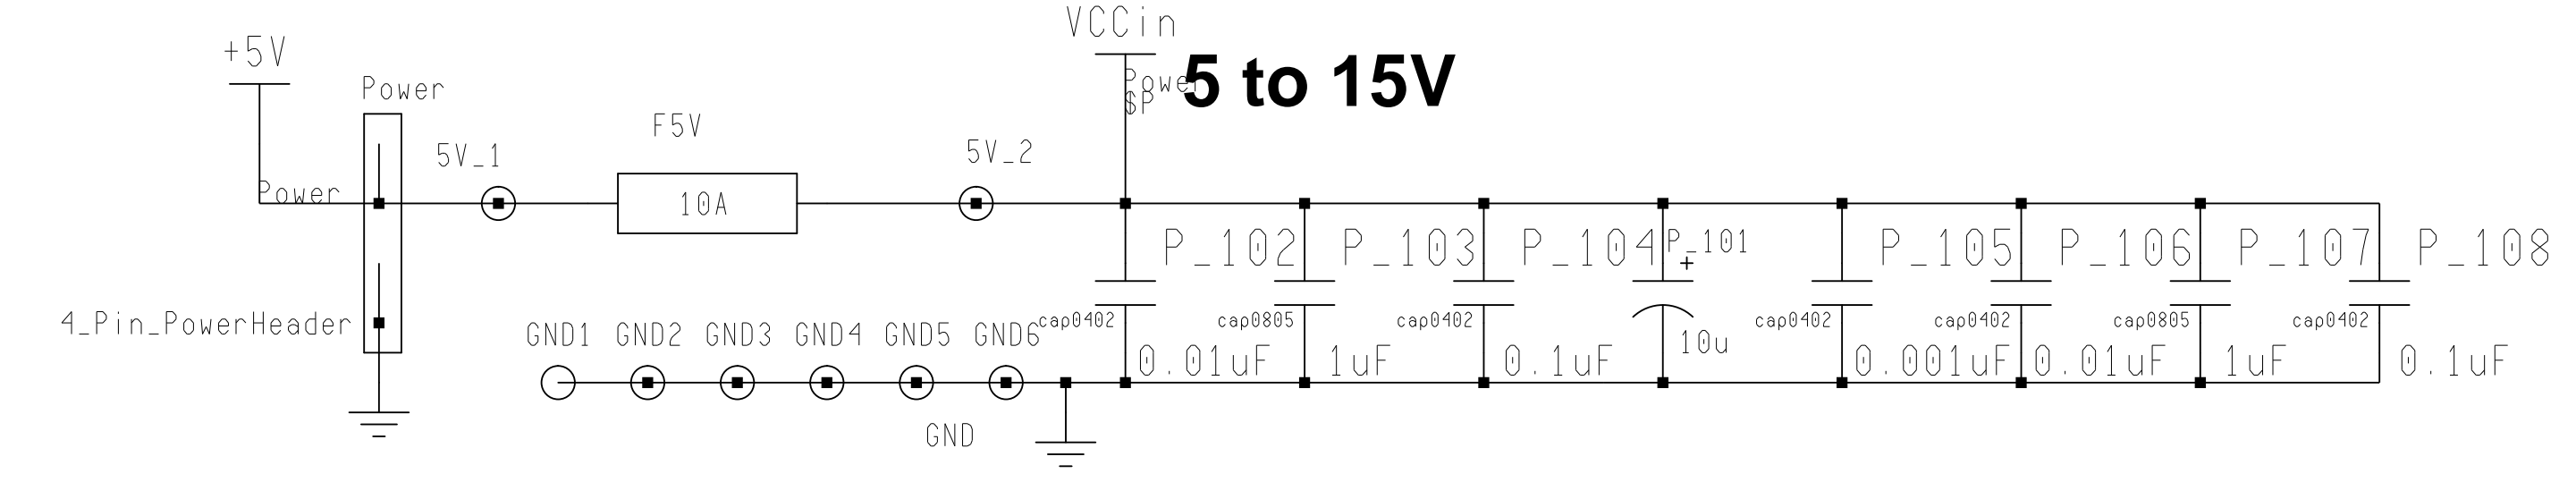 VCCin
+5V
Power
5 to 15V
Power
$P
F5V
5V_1
5V_2
Power
10A
P_102
P_103
P_104
P_101
+
P_105
P_106
P_107
P_108
4_Pin_PowerHeader
GND1
GND2
GND3
GND4
GND5
GND6
cap0402
cap0805
cap0402
cap0402
cap0402
cap0805
cap0402
0.01uF
1uF
0.1uF
10u
0.001uF
0.01uF
1uF
0.1uF
GND